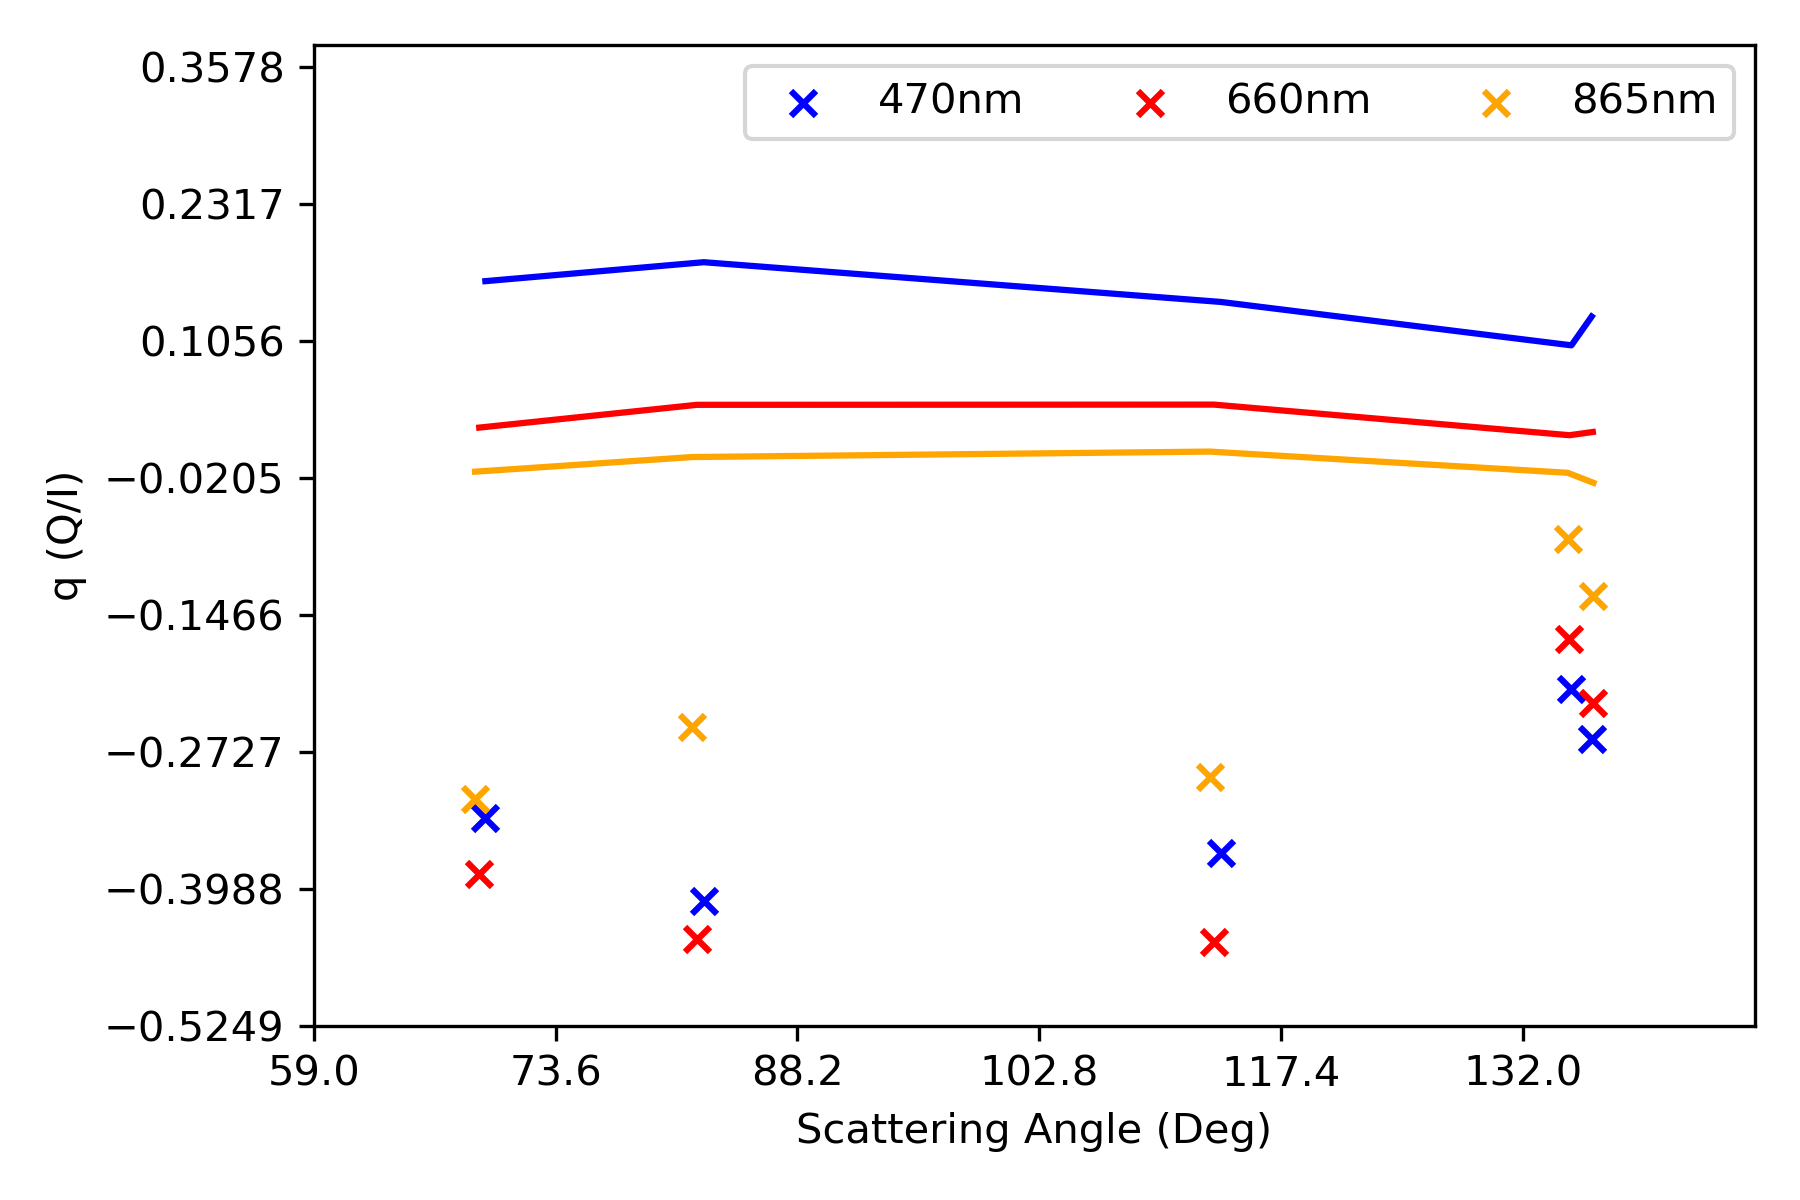 470nm 660nm 865nm
q (Q/I)
0.3578
0.2317
0.1056
−0.0205
−0.1466
−0.2727
−0.3988
−0.5249
59.0 73.6 88.2 102.8 117.4 132.0
Scattering Angle (Deg)